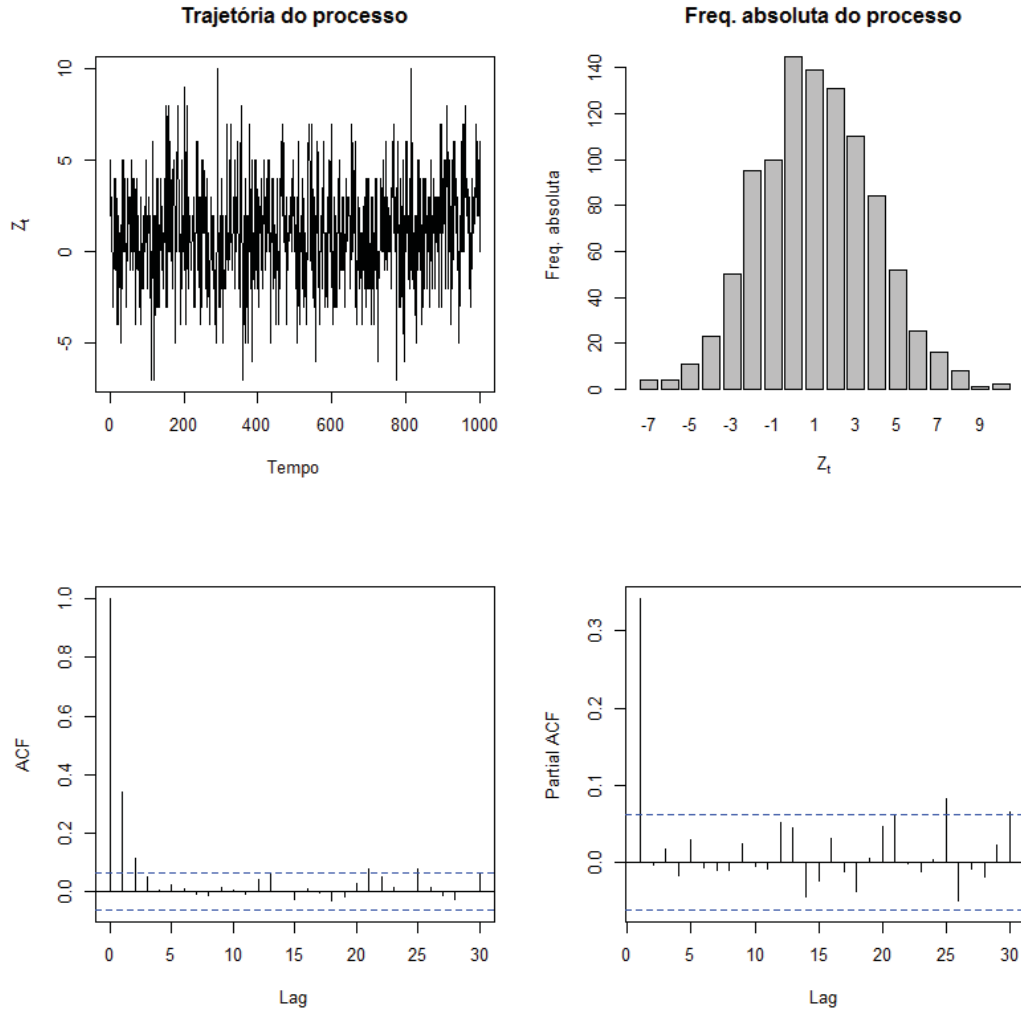 Trajetória do processo
Z_t
10
5
0
-5
0 200 400 600 800 1000
Tempo
Freq. absoluta do processo
Freq. absoluta
140
120
100
80
60
40
20
0
-7 -5 -3 -1 1 3 5 7 9
Z_t
ACF
1.0
0.8
0.6
0.4
0.2
0.0
0 5 10 15 20 25 30
Lag
Partial ACF
0.3
0.2
0.1
0.0
0 5 10 15 20 25 30
Lag